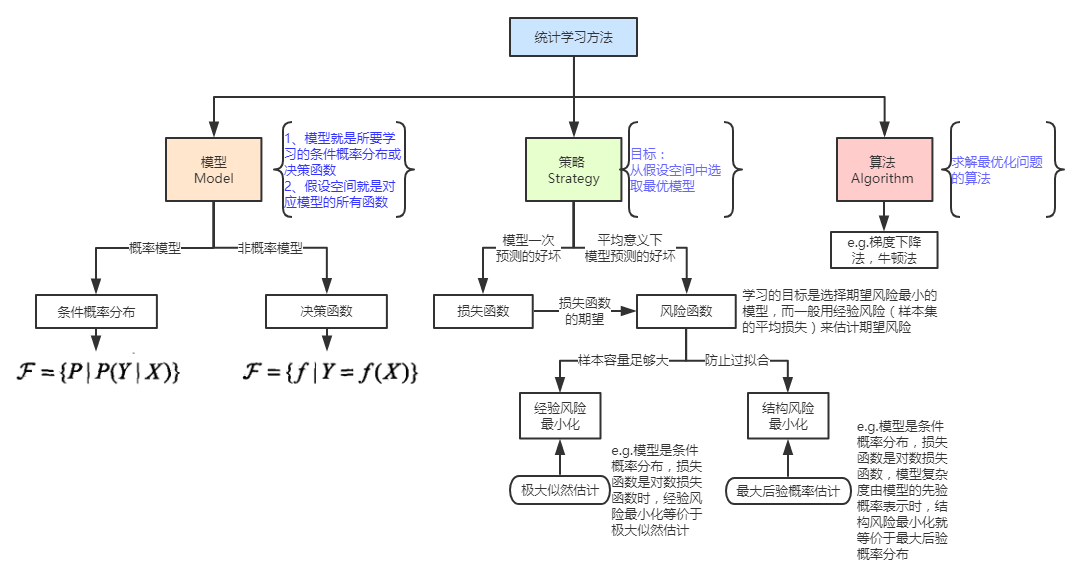 统计学习方法
模型
Model
1、模型就是所要学
习的条件概率分布或
决策函数
2、假设空间就是对
应模型的所有函数
策略
Strategy
目标：
从假设空间中选
取最优模型
算法
Algorithm
求解最优化问题
的算法
概率模型
非概率模型
模型一次
预测的好坏
平均意义下
模型预测的好坏
e.g.梯度下降
法，牛顿法
条件概率分布
决策函数
损失函数
损失函数
的期望
风险函数
学习的目标是选择期望风险最小的
模型，而一般用经验风险（样本集
的平均损失）来估计期望风险
ℱ = {P | P(Y | X)}
ℱ = {f | Y = f(X)}
样本容量足够大
防止过拟合
经验风险
最小化
结构风险
最小化
极大似然估计
e.g.模型是条件
概率分布，损失
函数是对数损失
函数时，经验风
险最小化等价于
极大似然估计
最大后验概率估计
e.g.模型是条件
概率分布，损失
函数是对数损失
函数，模型复杂
度由模型的先验
概率表示时，结
构风险最小化就
等价于最大后验
概率分布